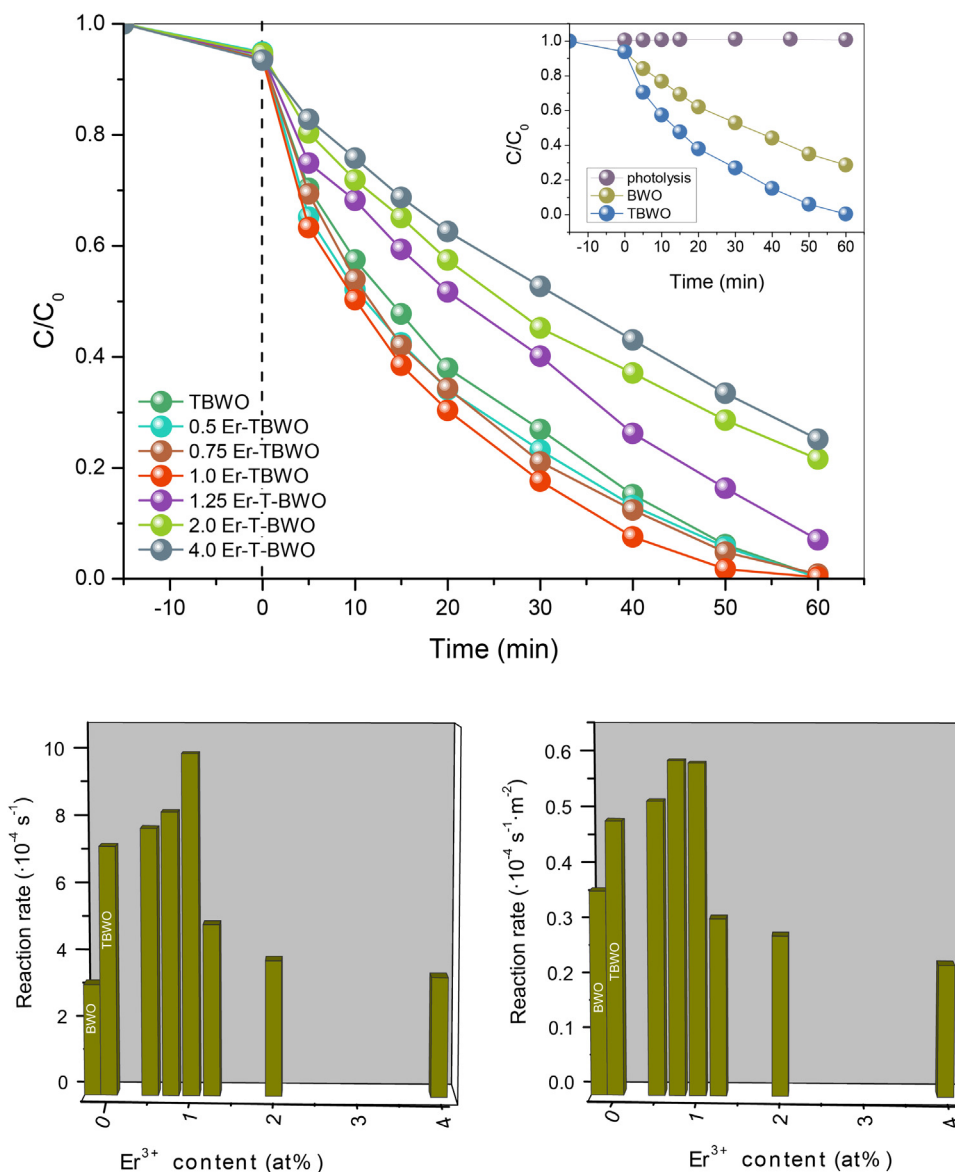 1.0
0.8
0.6
0.4
0.2
0.0
C/C0
-10 0 10 20 30 40 50 60
Time (min)
TBWO
0.5 Er-TBWO
0.75 Er-TBWO
1.0 Er-TBWO
1.25 Er-T-BWO
2.0 Er-T-BWO
4.0 Er-T-BWO
1.0
0.8
0.6
0.4
0.2
0.0
C/C0
photolysis
BWO
TBWO
-10 0 10 20 30 40 50 60
Time (min)
10
8
6
4
2
0
Reaction rate (·10-4 s-1)
BWO
TBWO
0 1 2 3 4
Er3+ content (at%)
0.6
0.5
0.4
0.3
0.2
0.1
0.0
Reaction rate (·10-4 s-1·m-2)
BWO
TBWO
0 1 2 3 4
Er3+ content (at%)